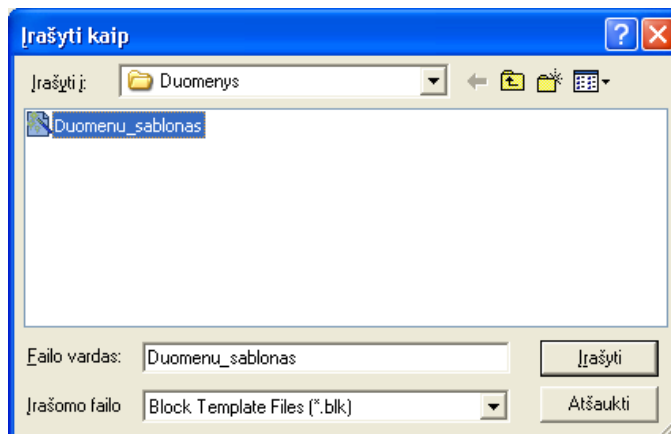 Įrašyti kaip
Įrašyti į: Duomenys
Duomenu_sablonas
Failo vardas: Duomenu_sablonas Įrašyti
Įrašomo failo Block Template Files (*.blk) Atšaukti